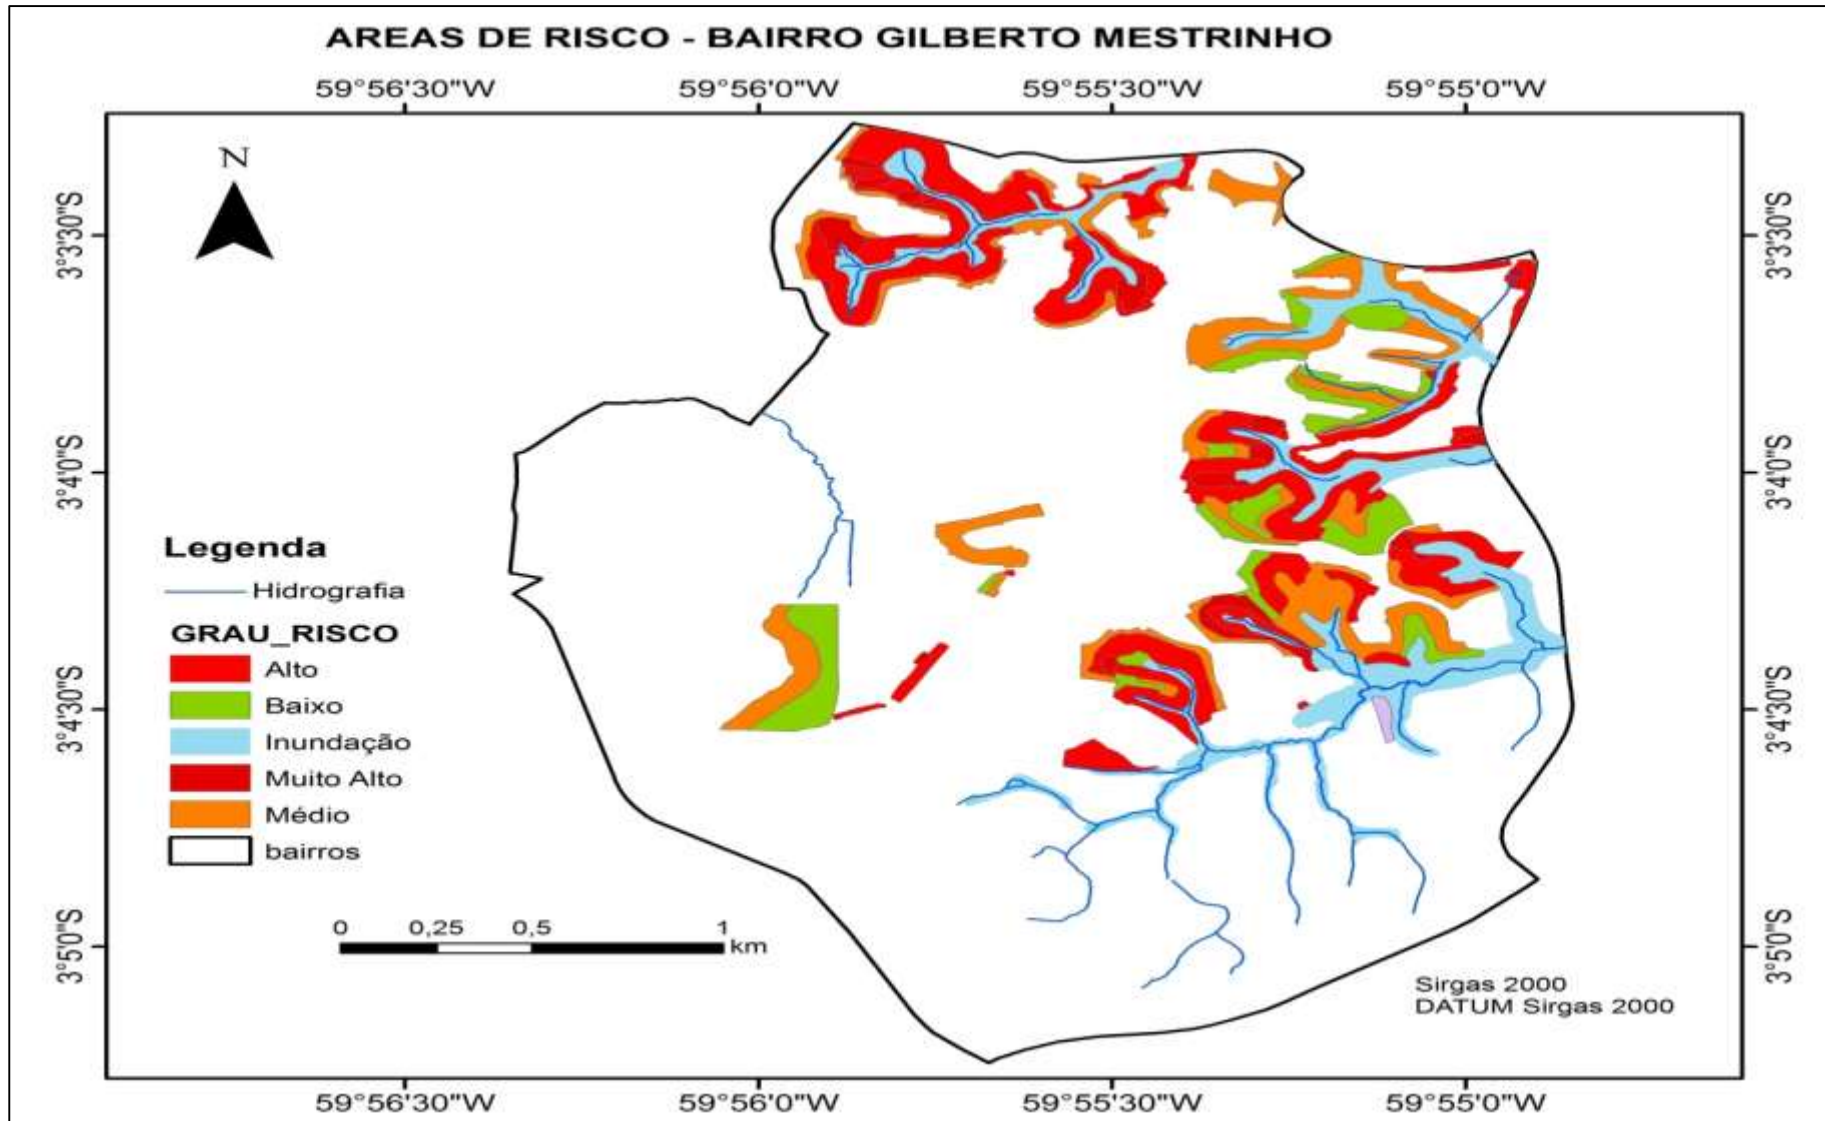 AREAS DE RISCO - BAIRRO GILBERTO MESTRINHO
59°56'30"W 59°56'0"W 59°55'30"W 59°55'0"W
N
3°3'30"S 3°3'30"S
3°4'0"S 3°4'0"S
Legenda
Hidrografia
GRAU_RISCO
Alto
Baixo
3°4'30"S 3°4'30"S
Inundação
Muito Alto
Médio
bairros
0 0,25 0,5 1
km
3°5'0"S 3°5'0"S
Sirgas 2000
DATUM Sirgas 2000
59°56'30"W 59°56'0"W 59°55'30"W 59°55'0"W